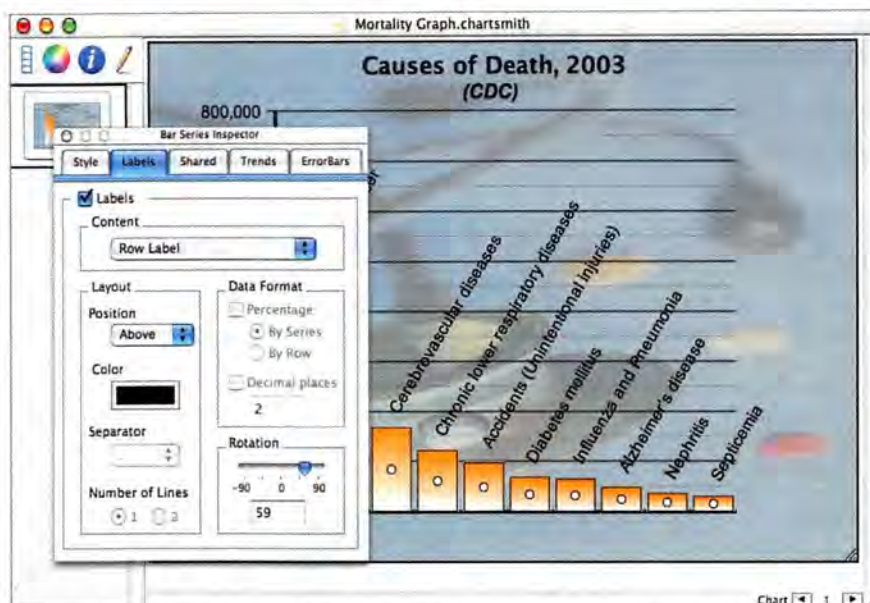 Mortality Graph.chartsmith
Causes of Death, 2003
(CDC)
800,000
Bar Series Inspector
Style Labels Shared Trends ErrorBars
Labels
Content
Row Label
Layout
Position
Above
Color
Separator
Number of Lines
1 2
Data Format
Percentage
By Series
By Row
Decimal places
2
Rotation
-90 0 90
59
Cerebrovascular diseases
Chronic lower respiratory diseases
Accidents (Unintentional Injuries)
Diabetes mellitus
Influenza and Pneumonia
Alzheimer's disease
Nephritis
Septicemia
Chart 1